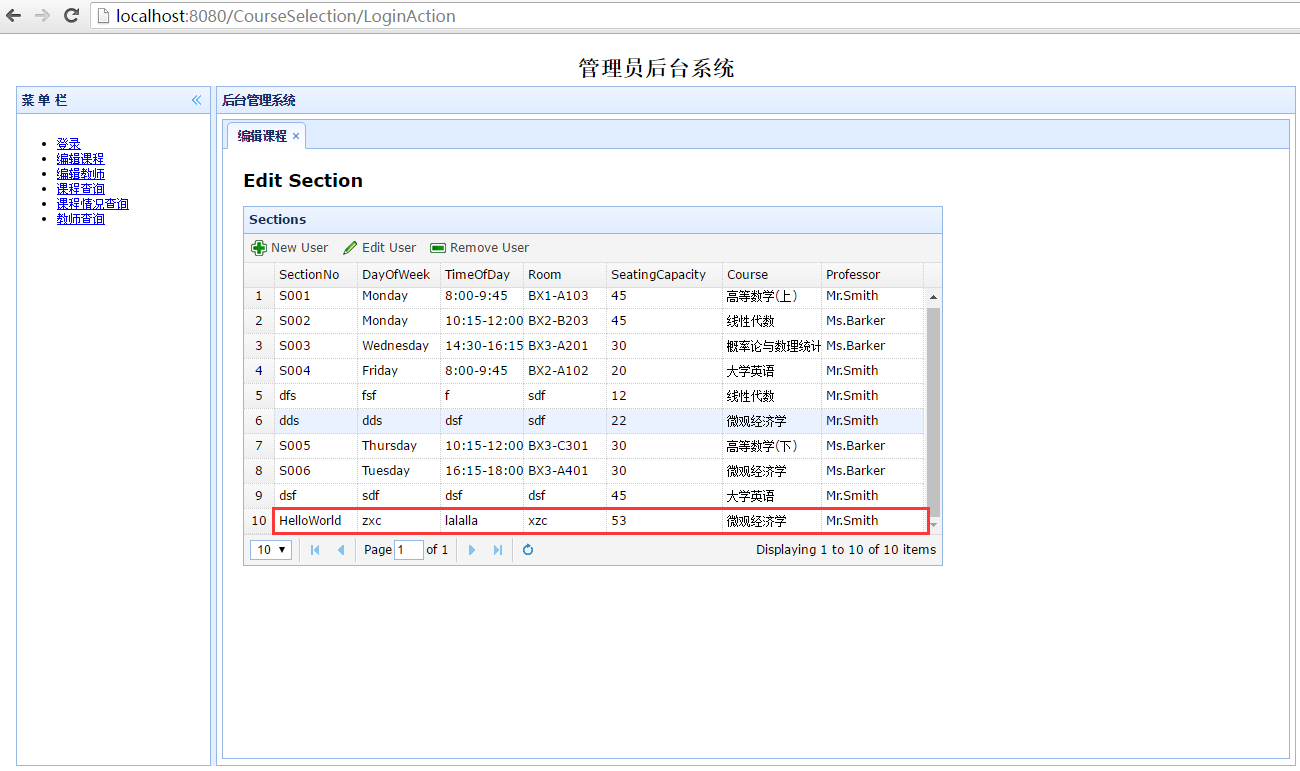 localhost:8080/CourseSelection/LoginAction
管理员后台系统
菜 单 栏
登录
编辑课程
编辑教师
课程查询
课程情况查询
教师查询
后台管理系统
编辑课程 ×
Edit Section
Sections
New User Edit User Remove User
SectionNo DayOfWeek TimeOfDay Room SeatingCapacity Course Professor
1 S001 Monday 8:00-9:45 BX1-A103 45 高等数学(上) Mr.Smith
2 S002 Monday 10:15-12:00 BX2-B203 45 线性代数 Ms.Barker
3 S003 Wednesday 14:30-16:15 BX3-A201 30 概率论与数理统计 Ms.Barker
4 S004 Friday 8:00-9:45 BX2-A102 20 大学英语 Mr.Smith
5 dfs fsf f sdf 12 线性代数 Mr.Smith
6 dds dds dsf sdf 22 微观经济学 Mr.Smith
7 S005 Thursday 10:15-12:00 BX3-C301 30 高等数学(下) Ms.Barker
8 S006 Tuesday 16:15-18:00 BX3-A401 30 微观经济学 Ms.Barker
9 dsf sdf dsf dsf 45 大学英语 Mr.Smith
10 HelloWorld zxc lalalla xzc 53 微观经济学 Mr.Smith
10 Page 1 of 1 Displaying 1 to 10 of 10 items